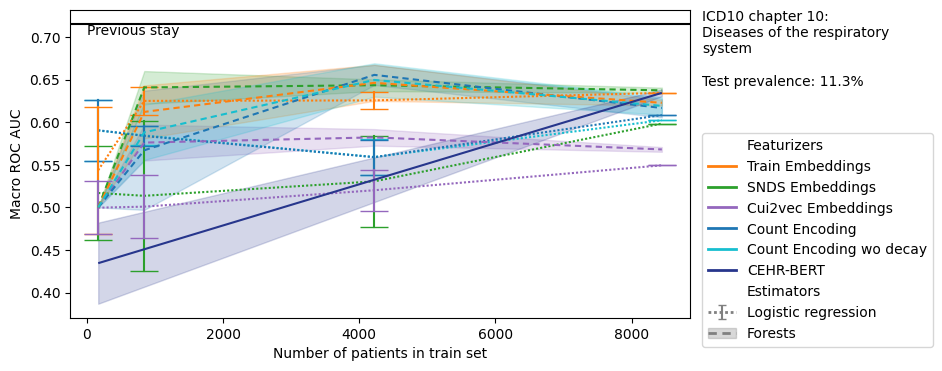 ICD10 chapter 10:
Diseases of the respiratory
system
Test prevalence: 11.3%
Previous stay
0.70
0.65
0.60
0.55
0.50
0.45
0.40
Macro ROC AUC
0
2000
4000
6000
8000
Number of patients in train set
Featurizers
Train Embeddings
SNDS Embeddings
Cui2vec Embeddings
Count Encoding
Count Encoding wo decay
CEHR-BERT
Estimators
Logistic regression
Forests